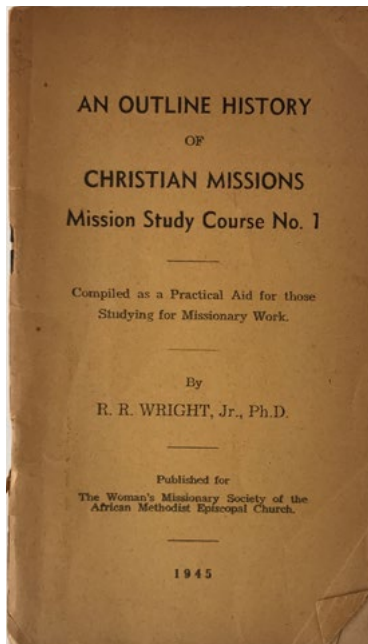 AN OUTLINE HISTORY
OF
CHRISTIAN MISSIONS
Mission Study Course No. 1
Compiled as a Practical Aid for those
Studying for Missionary Work.
By
R. R. WRIGHT, Jr., Ph.D.
Published for
The Woman's Missionary Society of the
African Methodist Episcopal Church.
1945